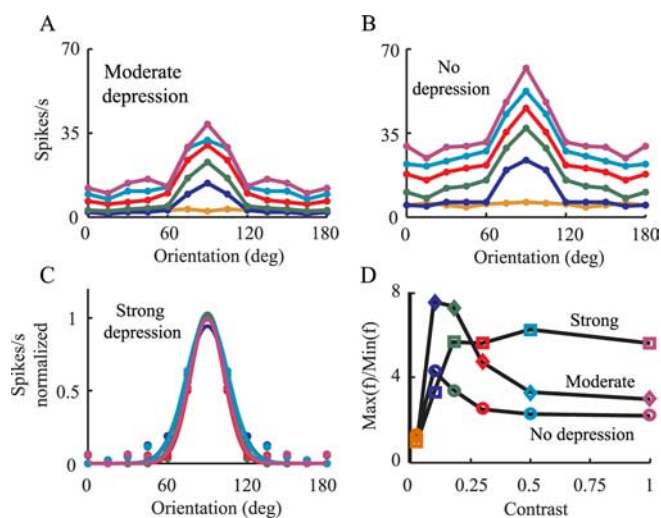 A
70
Moderate
depression
Spikes/s
35
0
0 60 120 180
Orientation (deg)
B
70
No
depression
35
0
0 60 120 180
Orientation (deg)
C
Strong
depression
Spikes/s
normalized
1
0.5
0
0 60 120 180
Orientation (deg)
D
8
Strong
Max(f)/Min(f)
4
Moderate
No depression
0
0 0.25 0.5 0.75 1
Contrast